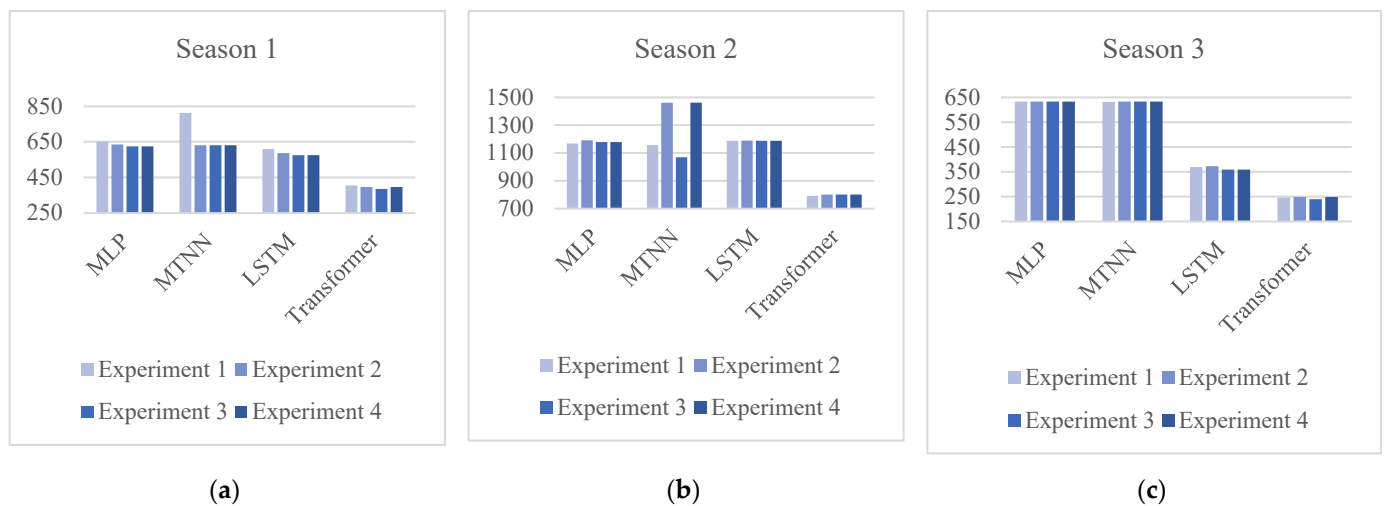 Season 1
850
650
450
250
MLP
MTNN
LSTM
Transformer
Experiment 1 Experiment 2
Experiment 3 Experiment 4
(a)
Season 2
1500
1300
1100
900
700
MLP
MTNN
LSTM
Transformer
Experiment 1 Experiment 2
Experiment 3 Experiment 4
(b)
Season 3
650
550
450
350
250
150
MLP
MTNN
LSTM
Transformer
Experiment 1 Experiment 2
Experiment 3 Experiment 4
(c)